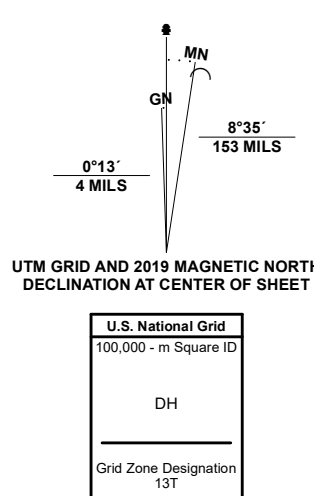 MN
GN
8°35´
153 MILS
0°13´
4 MILS
UTM GRID AND 2019 MAGNETIC NORTH
DECLINATION AT CENTER OF SHEET
U.S. National Grid
100,000 - m Square ID
DH
Grid Zone Designation
13T